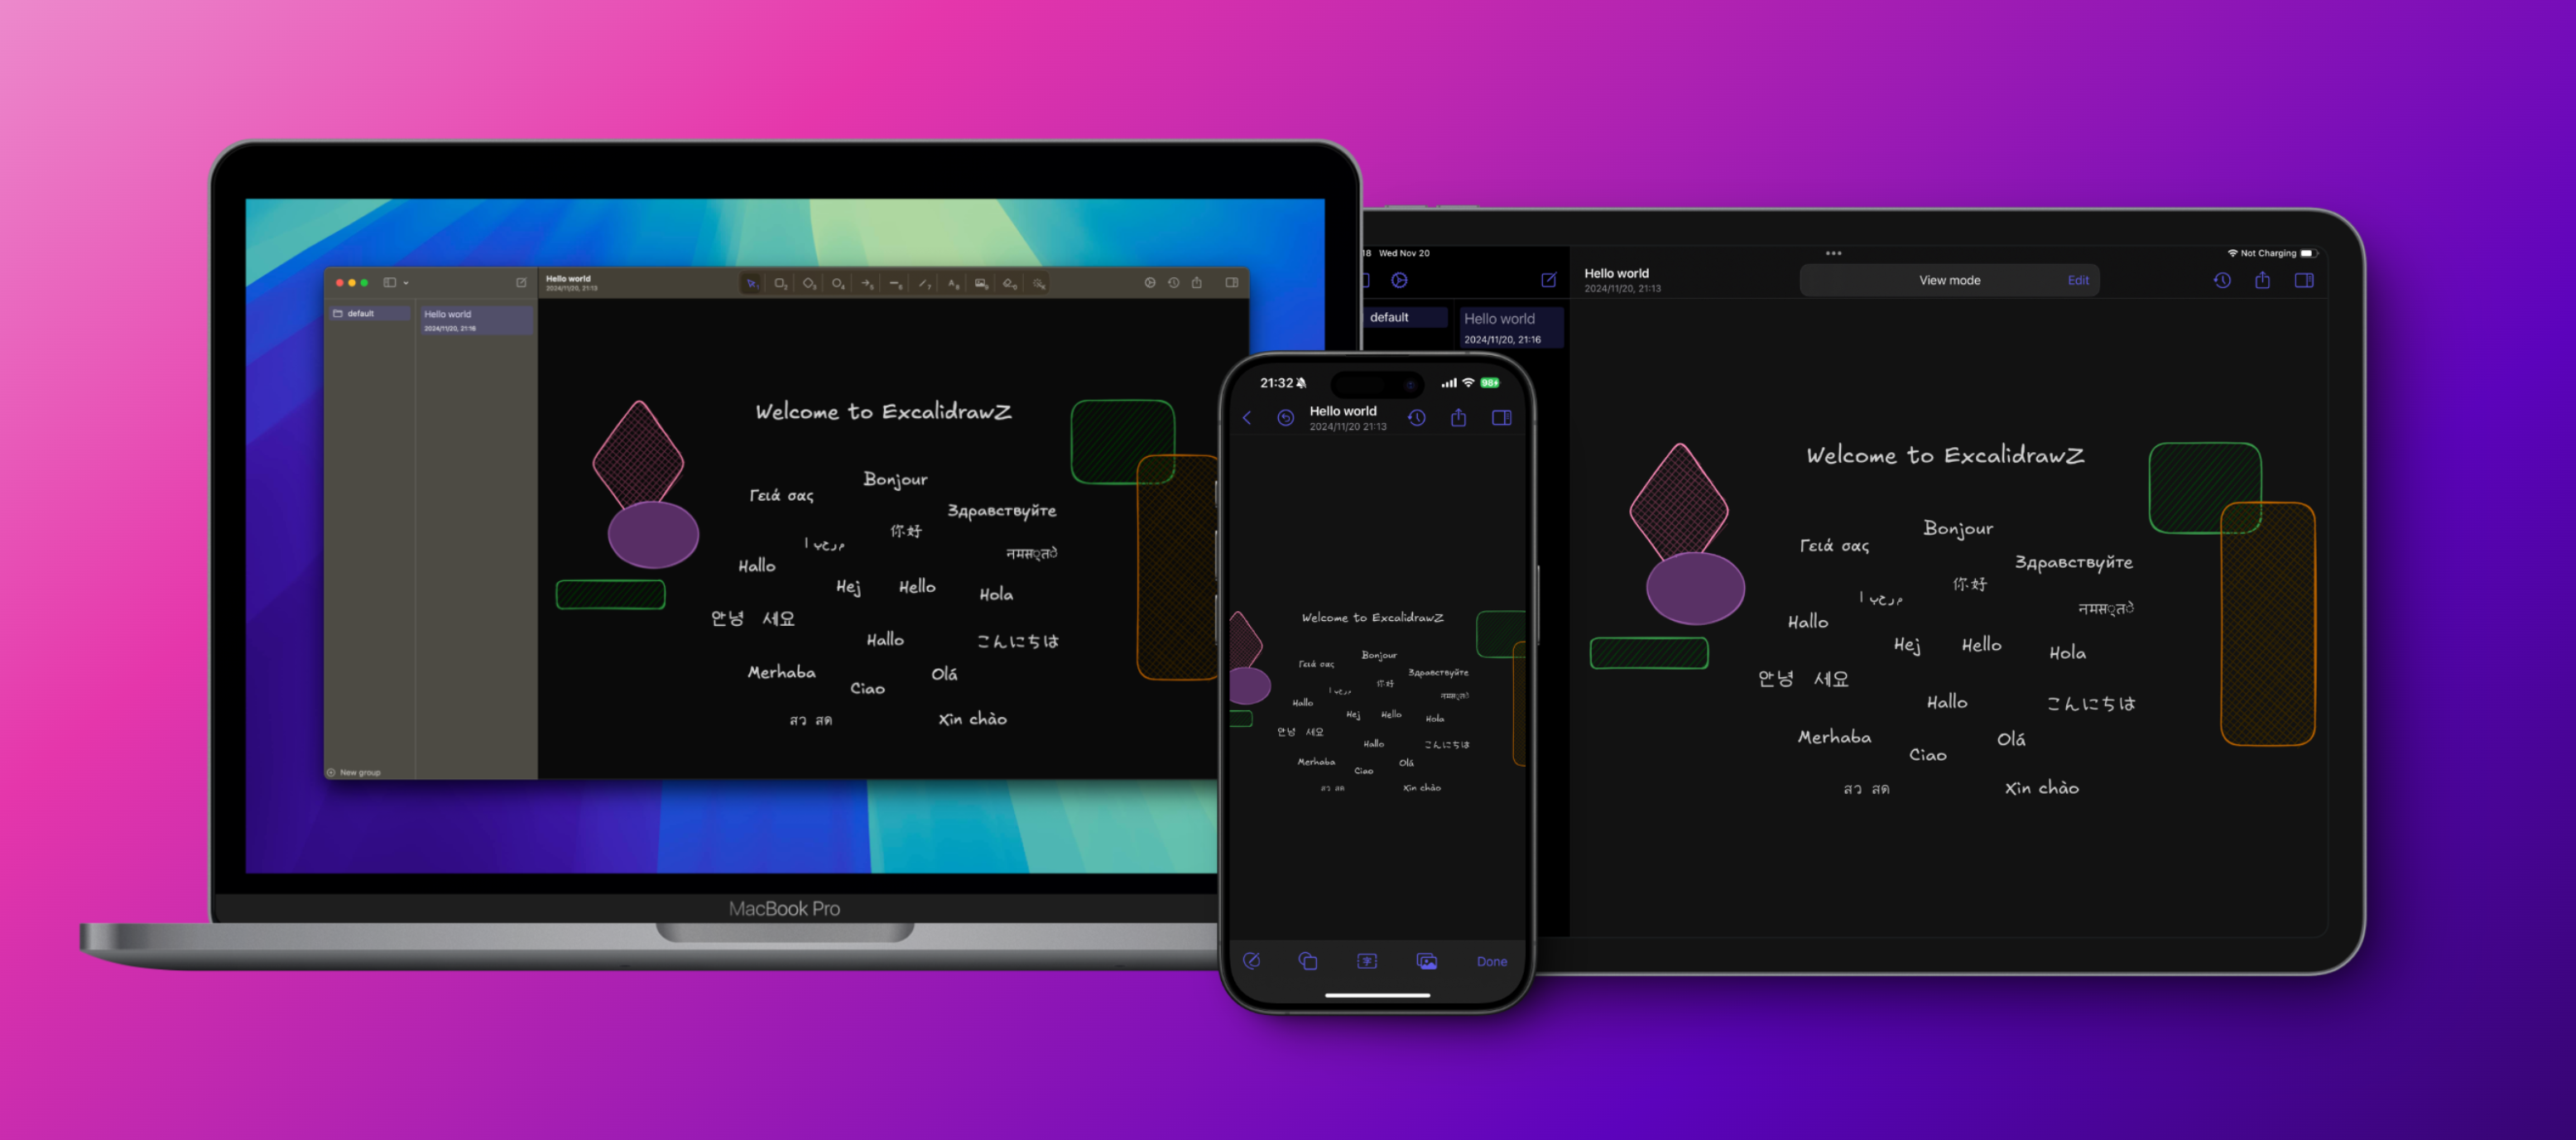 Hello world
2024/11/20, 21:13
default
Hello world
2024/11/20, 21:16
Welcome to ExcalidrawZ
Bonjour
Γειά σας
Здравствуйте
你好
Hallo
Hej
Hello
Hola
안녕 세요
Hallo
こんにちは
Merhaba
Olá
Ciao
สว สด
Xin chào
New group
MacBook Pro
21:32
98
Hello world
2024/11/20 21:13
Welcome to ExcalidrawZ
Bonjour
Γειά σας
Здравствуйте
你好
Hallo
Hej
Hello
Hola
안녕 세요
Hallo
こんにちは
Merhaba
Olá
Ciao
สว สด
Xin chào
Done
18 Wed Nov 20
Not Charging
Hello world
2024/11/20, 21:13
View mode
Edit
default
Hello world
2024/11/20, 21:16
Welcome to ExcalidrawZ
Bonjour
Γειά σας
Здравствуйте
你好
Hallo
Hej
Hello
Hola
안녕 세요
Hallo
こんにちは
Merhaba
Olá
Ciao
สว สด
Xin chào